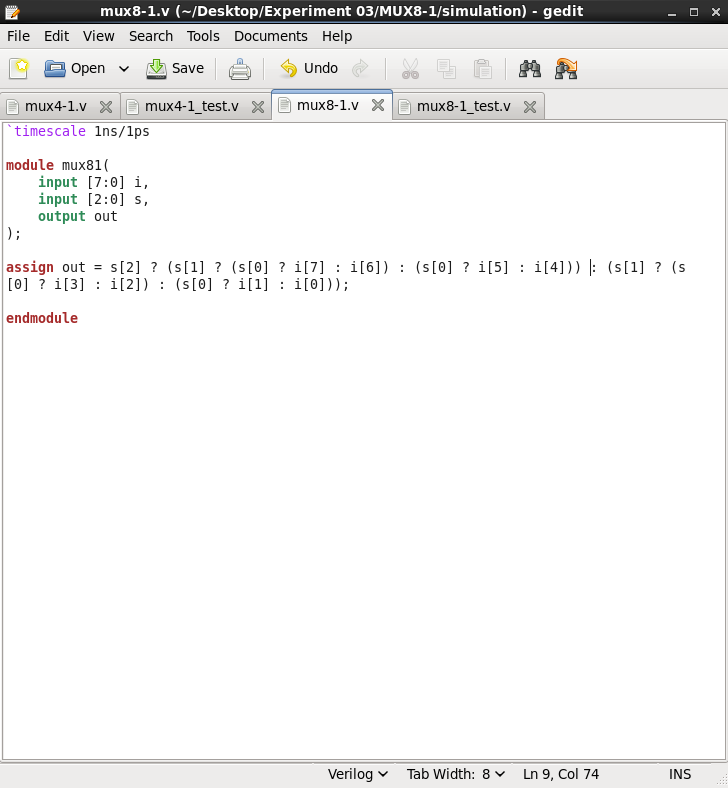 mux8-1.v (~/Desktop/Experiment 03/MUX8-1/simulation) - gedit
File Edit View Search Tools Documents Help
Open Save Undo
mux4-1.v mux4-1_test.v mux8-1.v mux8-1_test.v
`timescale 1ns/1ps
module mux81(
    input [7:0] i,
    input [2:0] s,
    output out
);
assign out = s[2] ? (s[1] ? (s[0] ? i[7] : i[6]) : (s[0] ? i[5] : i[4])) : (s[1] ? (s
[0] ? i[3] : i[2]) : (s[0] ? i[1] : i[0]));
endmodule
Verilog Tab Width: 8 Ln 9, Col 74 INS